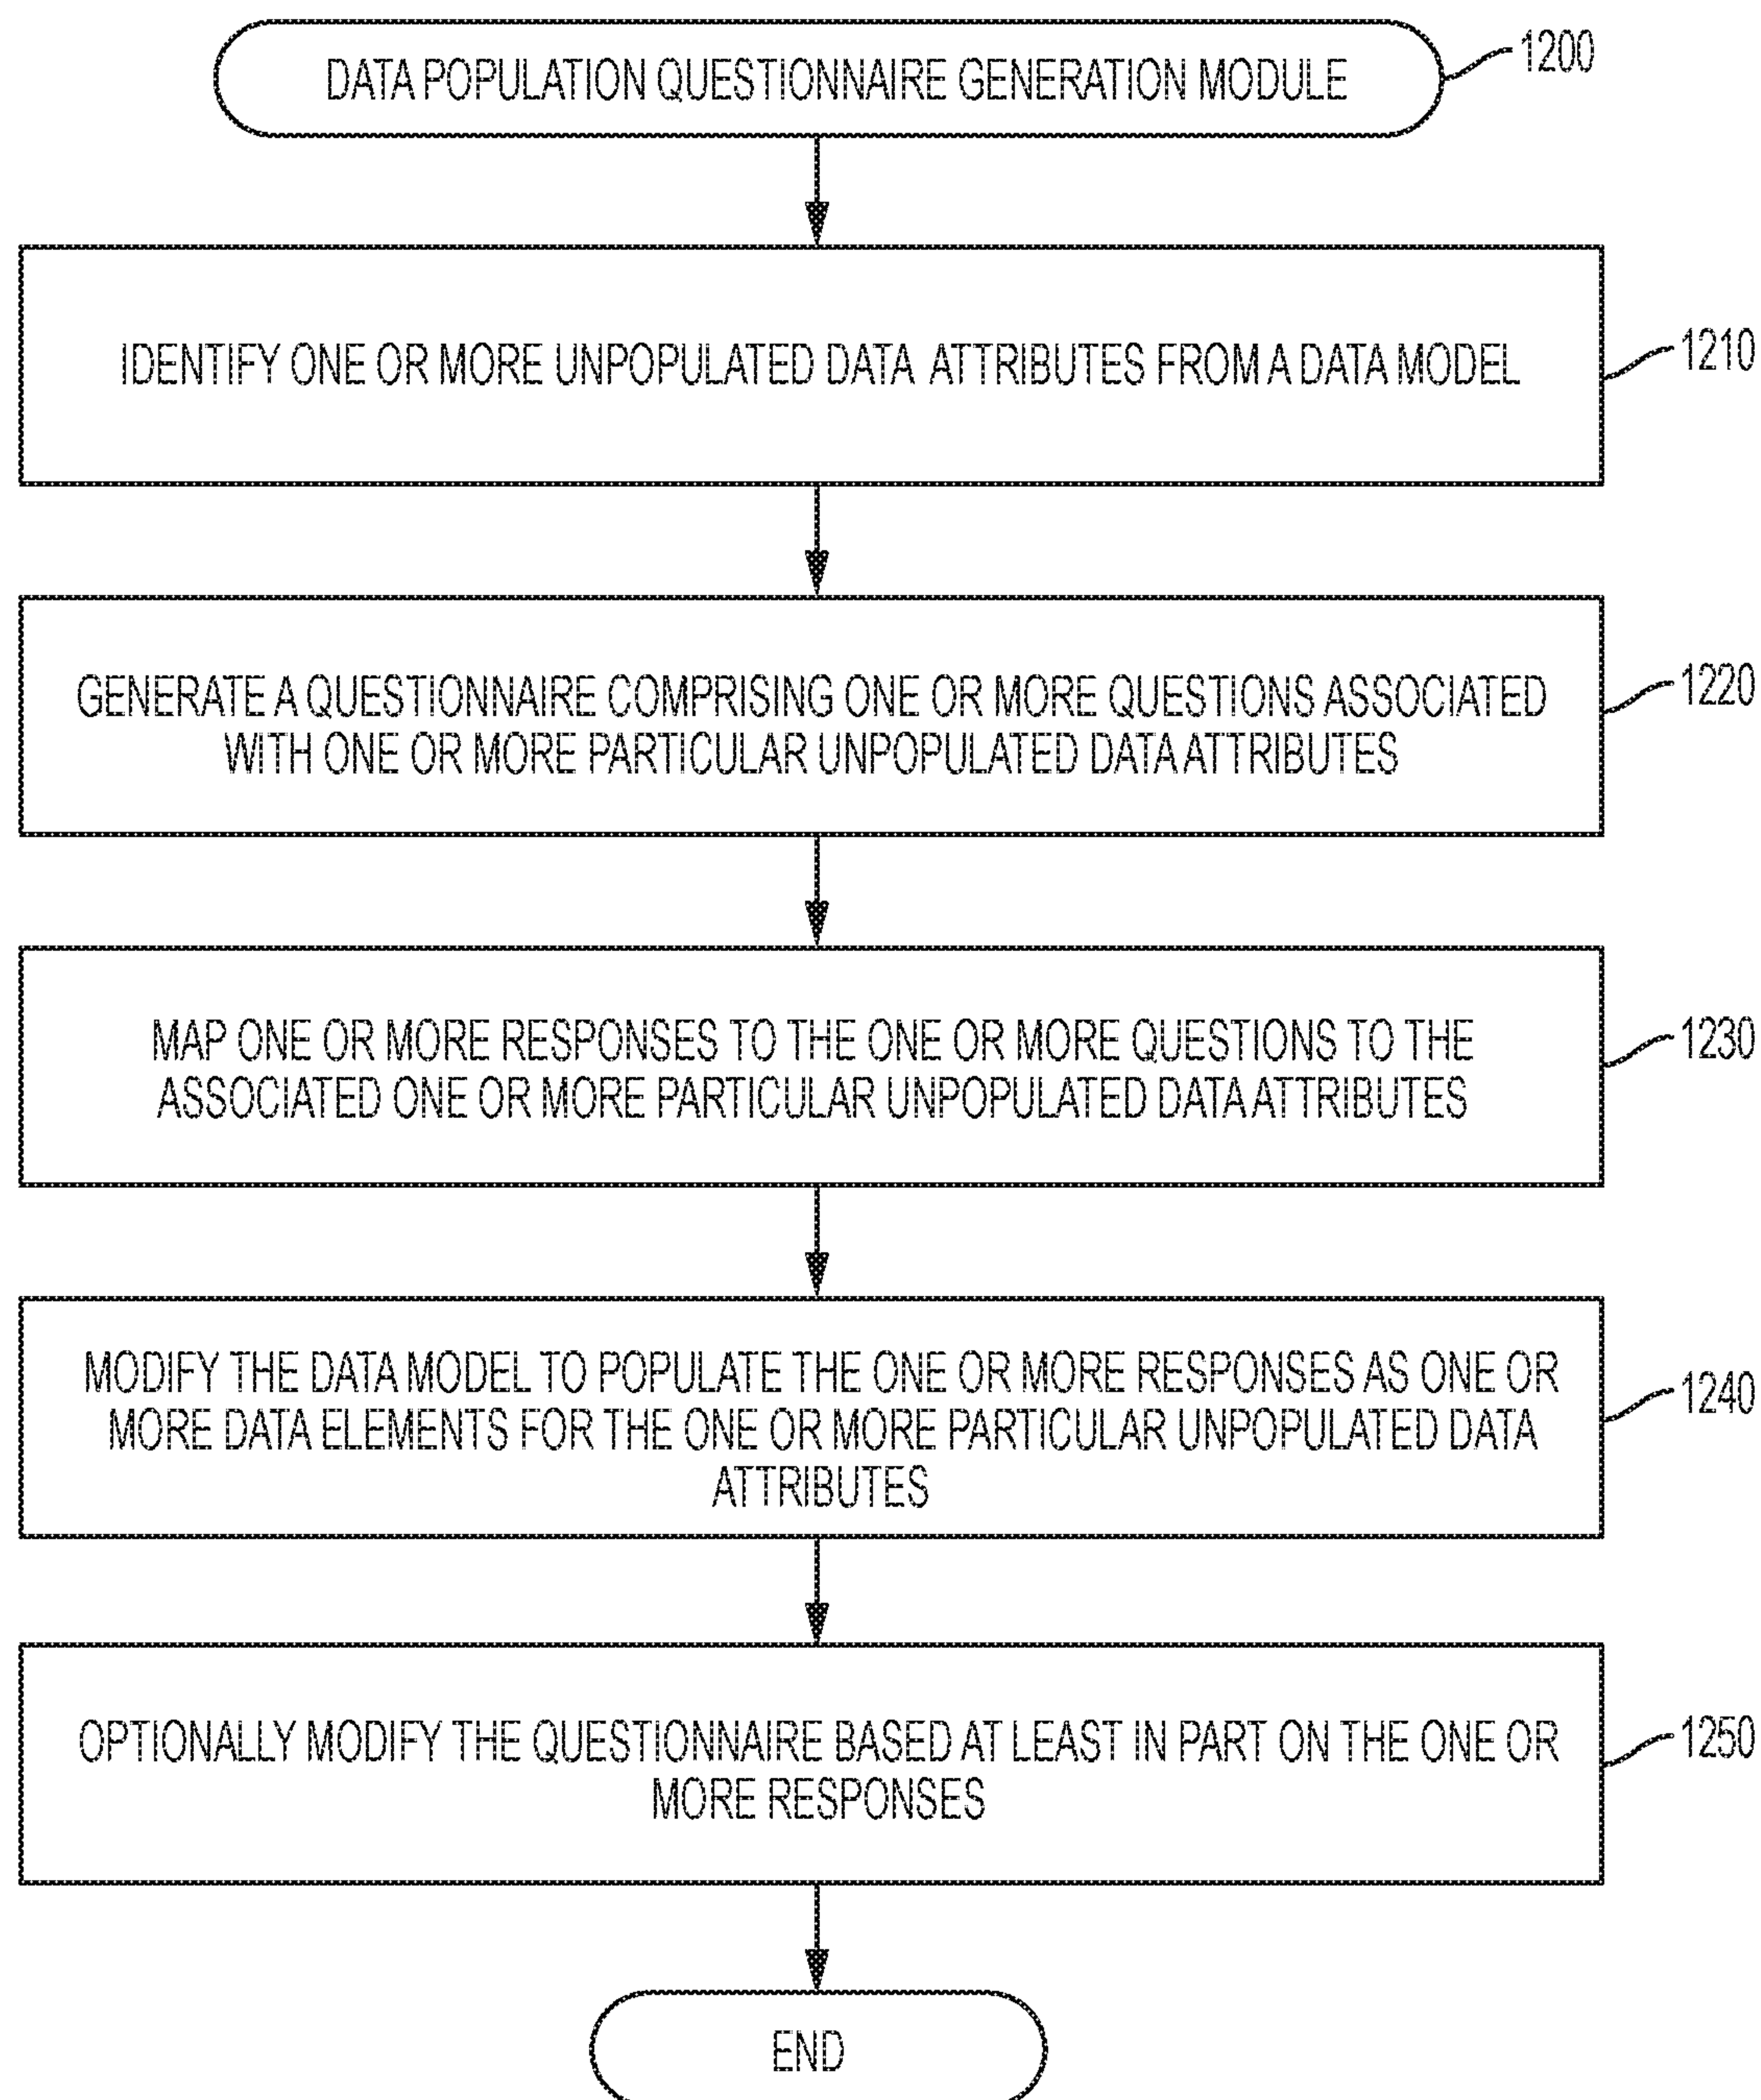 DATA POPULATION QUESTIONNAIRE GENERATION MODULE
1200
IDENTIFY ONE OR MORE UNPOPULATED DATA ATTRIBUTES FROM A DATA MODEL
1210
GENERATE A QUESTIONNAIRE COMPRISING ONE OR MORE QUESTIONS ASSOCIATED
WITH ONE OR MORE PARTICULAR UNPOPULATED DATA ATTRIBUTES
1220
MAP ONE OR MORE RESPONSES TO THE ONE OR MORE QUESTIONS TO THE
ASSOCIATED ONE OR MORE PARTICULAR UNPOPULATED DATA ATTRIBUTES
1230
MODIFY THE DATA MODEL TO POPULATE THE ONE OR MORE RESPONSES AS ONE OR
MORE DATA ELEMENTS FOR THE ONE OR MORE PARTICULAR UNPOPULATED DATA
ATTRIBUTES
1240
OPTIONALLY MODIFY THE QUESTIONNAIRE BASED AT LEAST IN PART ON THE ONE OR
MORE RESPONSES
1250
END